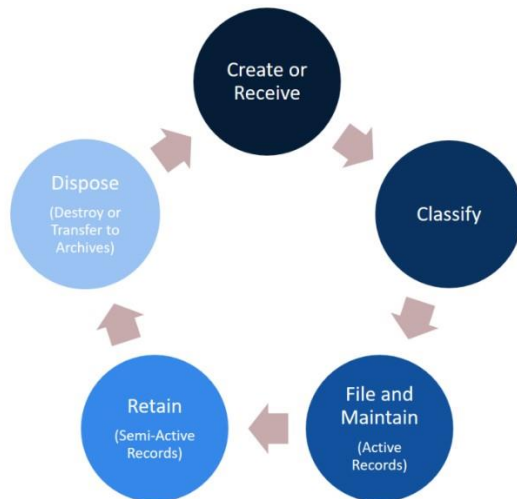 Create or
Receive
Classify
File and
Maintain
(Active
Records)
Retain
(Semi-Active
Records)
Dispose
(Destroy or
Transfer to
Archives)